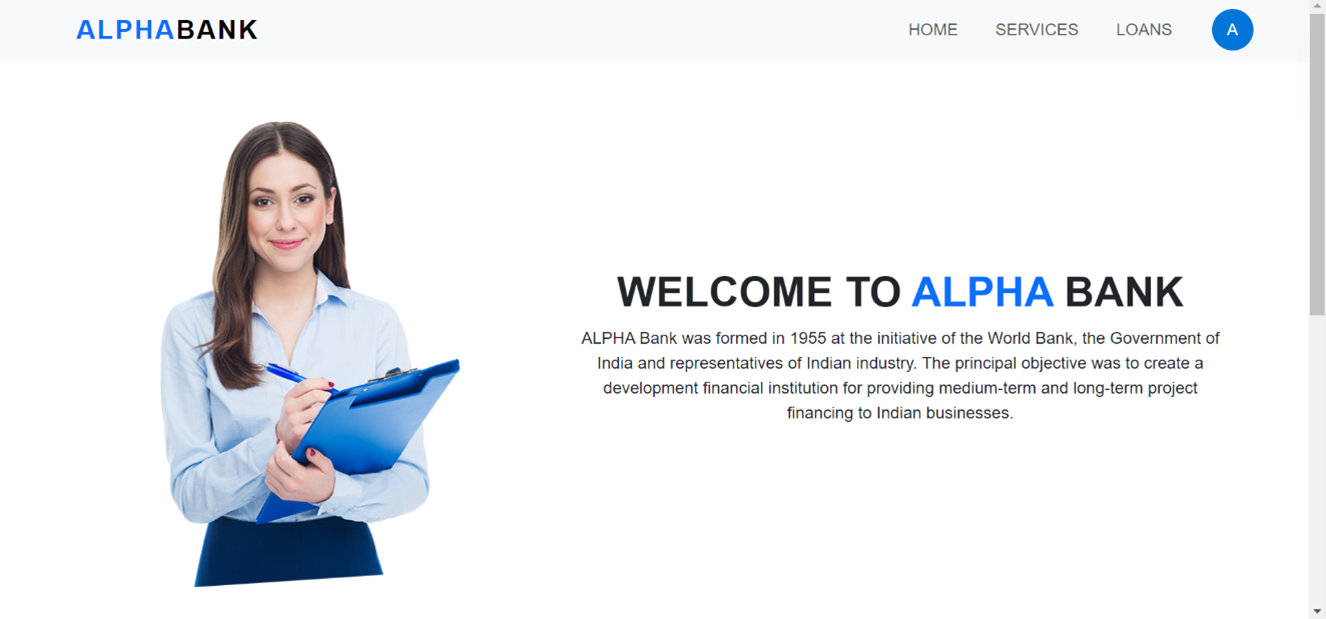 ALPHABANK
HOME SERVICES LOANS A
WELCOME TO ALPHA BANK
ALPHA Bank was formed in 1955 at the initiative of the World Bank, the Government of
India and representatives of Indian industry. The principal objective was to create a
development financial institution for providing medium-term and long-term project
financing to Indian businesses.